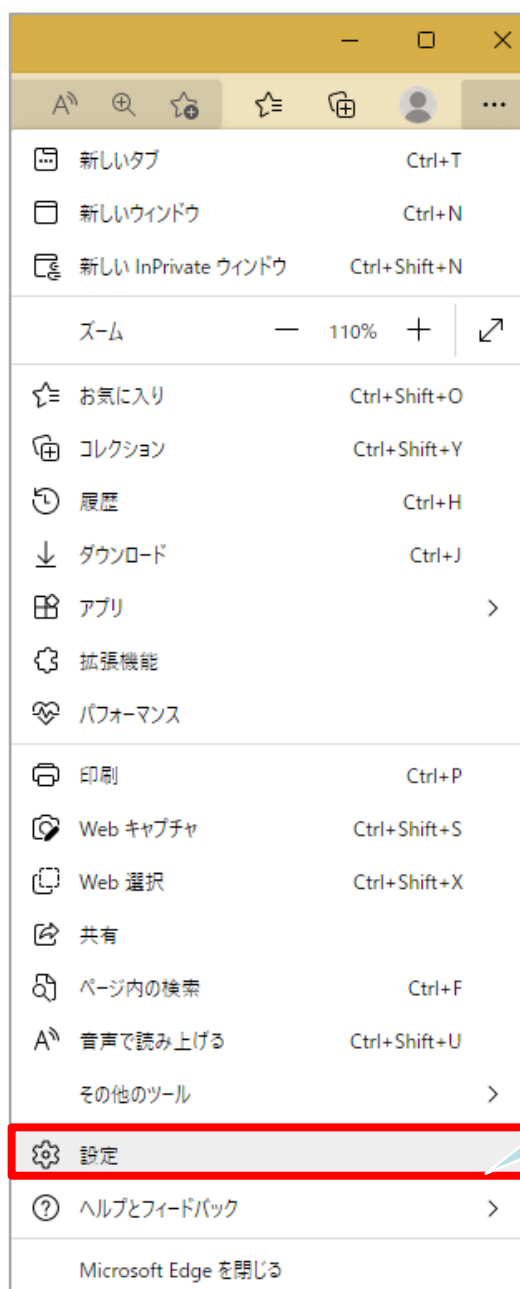 新しいタブ Ctrl+T
新しいウィンドウ Ctrl+N
新しい InPrivate ウィンドウ Ctrl+Shift+N
ズーム 110%
お気に入り Ctrl+Shift+O
コレクション Ctrl+Shift+Y
履歴 Ctrl+H
ダウンロード Ctrl+J
アプリ
拡張機能
パフォーマンス
印刷 Ctrl+P
Web キャプチャ Ctrl+Shift+S
Web 選択 Ctrl+Shift+X
共有
ページ内の検索 Ctrl+F
音声で読み上げる Ctrl+Shift+U
その他のツール
設定
ヘルプとフィードバック
Microsoft Edge を閉じる